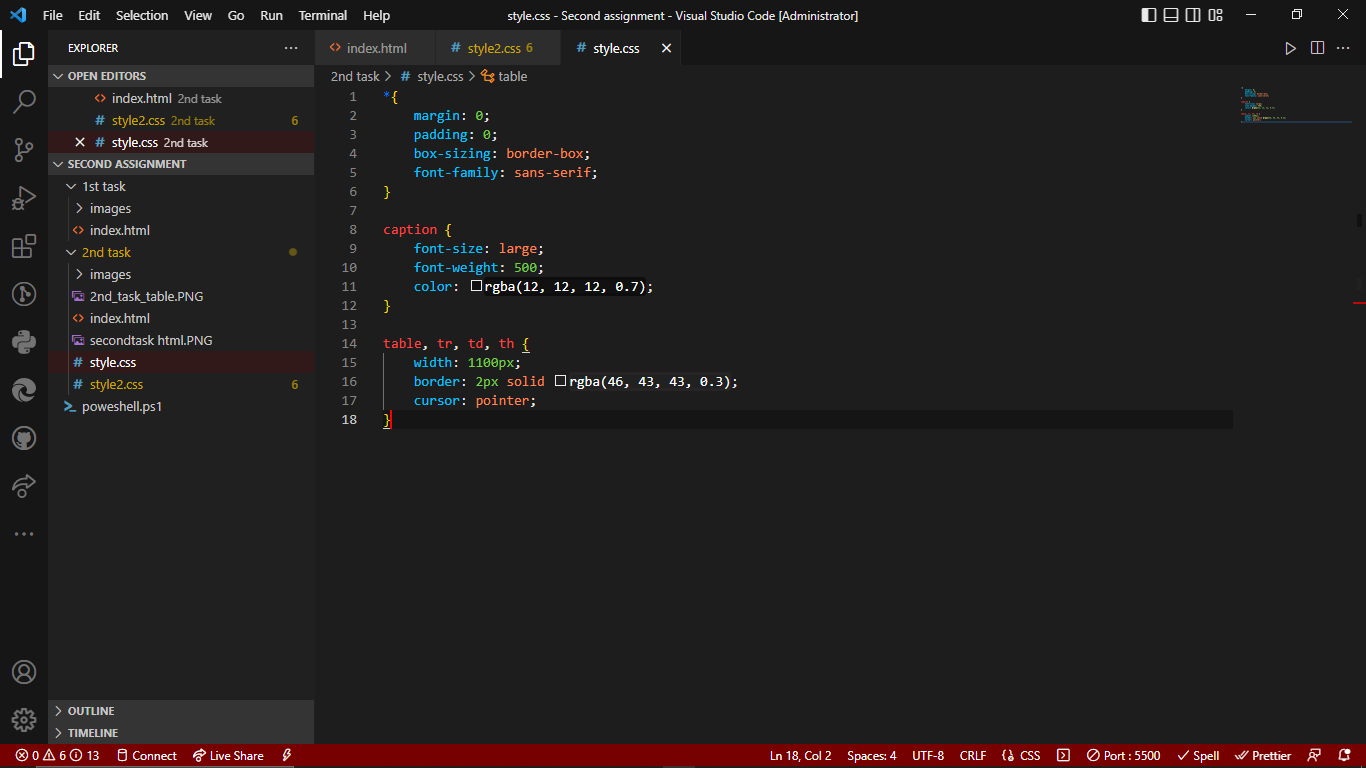 File Edit Selection View Go Run Terminal Help
style.css - Second assignment - Visual Studio Code [Administrator]
EXPLORER
OPEN EDITORS
index.html 2nd task
style2.css 2nd task 6
style.css 2nd task
SECOND ASSIGNMENT
1st task
images
index.html
2nd task
images
2nd_task_table.PNG
index.html
secondtask html.PNG
style.css
style2.css 6
poweshell.ps1
OUTLINE
TIMELINE
index.html
style2.css 6
style.css
2nd task > # style.css > table
1 *{
2     margin: 0;
3     padding: 0;
4     box-sizing: border-box;
5     font-family: sans-serif;
6 }
7
8 caption {
9     font-size: large;
10     font-weight: 500;
11     color: rgba(12, 12, 12, 0.7);
12 }
13
14 table, tr, td, th {
15     width: 1100px;
16     border: 2px solid rgba(46, 43, 43, 0.3);
17     cursor: pointer;
18 }
0 6 13 Connect Live Share
Ln 18, Col 2 Spaces: 4 UTF-8 CRLF CSS Port : 5500 Spell Prettier